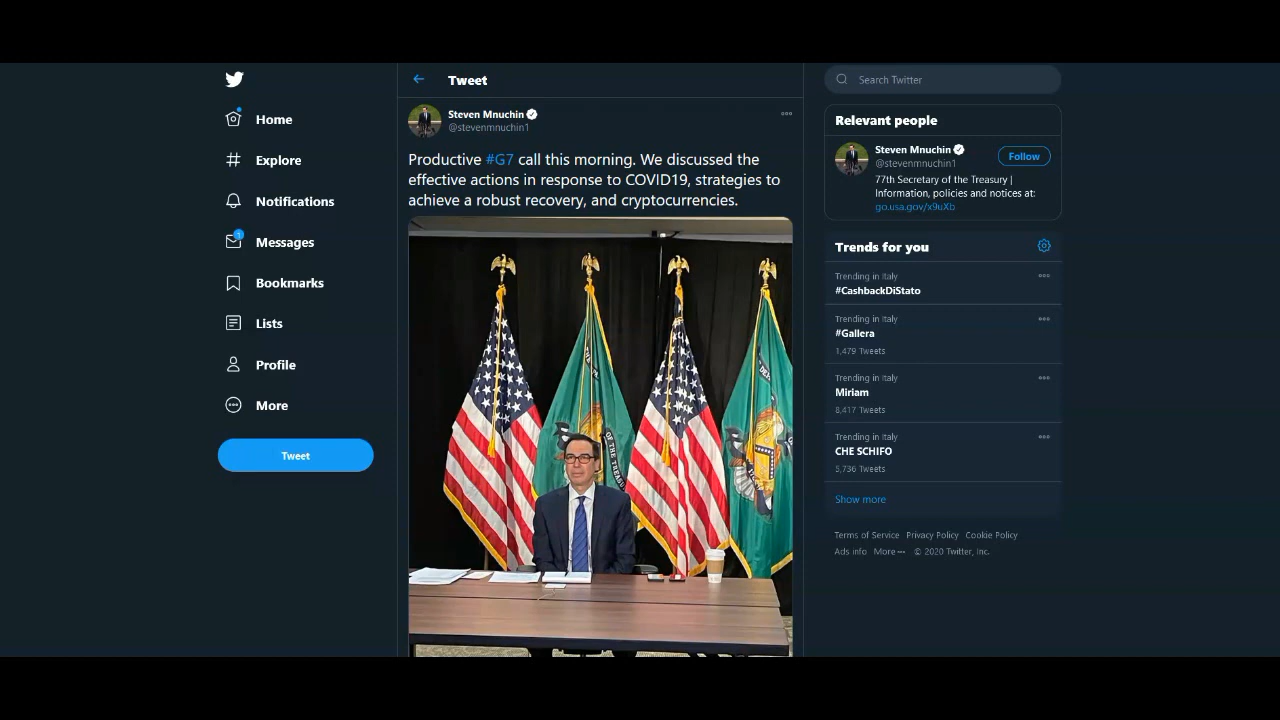 Home
Explore
Notifications
1
Messages
Bookmarks
Lists
Profile
More
Tweet
Tweet
Steven Mnuchin
@stevenmnuchin1
Productive #G7 call this morning. We discussed the
effective actions in response to COVID19, strategies to
achieve a robust recovery, and cryptocurrencies.
OF THE TREASURY
Search Twitter
Relevant people
Steven Mnuchin
@stevenmnuchin1
Follow
77th Secretary of the Treasury |
Information, policies and notices at:
go.usa.gov/x9uXb
Trends for you
Trending in Italy
#CashbackDiStato
Trending in Italy
#Gallera
1,479 Tweets
Trending in Italy
Miriam
8,417 Tweets
Trending in Italy
CHE SCHIFO
5,736 Tweets
Show more
Terms of Service Privacy Policy Cookie Policy
Ads info More ··· © 2020 Twitter, Inc.